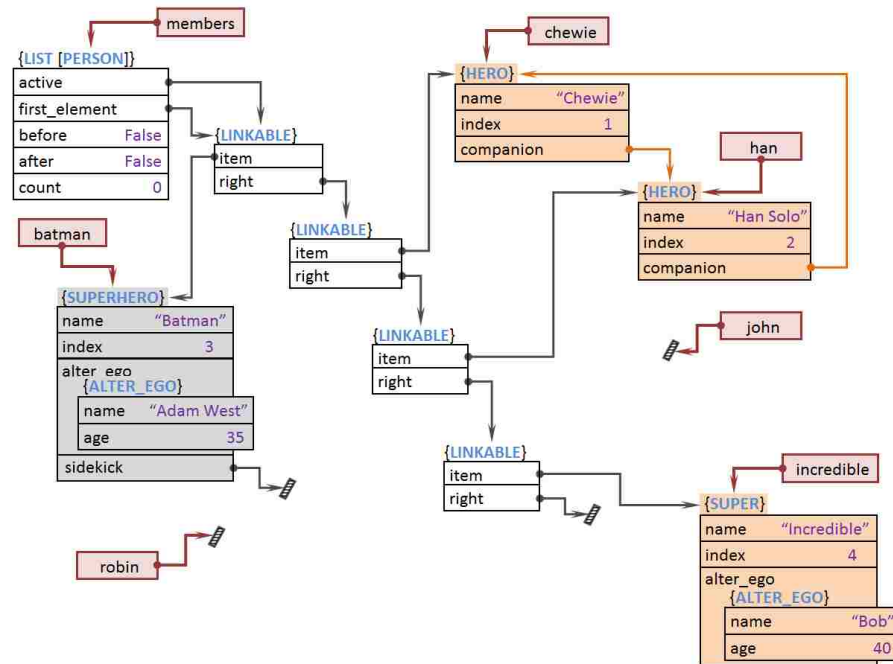 members
{LIST [PERSON]}
active
first_element
before False
after False
count 0
{LINKABLE}
item
right
chewie
{HERO}
name “Chewie”
index 1
companion
han
{HERO}
name “Han Solo”
index 2
companion
batman
{SUPERHERO}
name “Batman”
index 3
alter_ego
{ALTER_EGO}
name “Adam West”
age 35
sidekick
{LINKABLE}
item
right
john
{LINKABLE}
item
right
{LINKABLE}
item
right
incredible
{SUPER}
name “Incredible”
index 4
alter_ego
{ALTER_EGO}
name “Bob”
age 40
robin